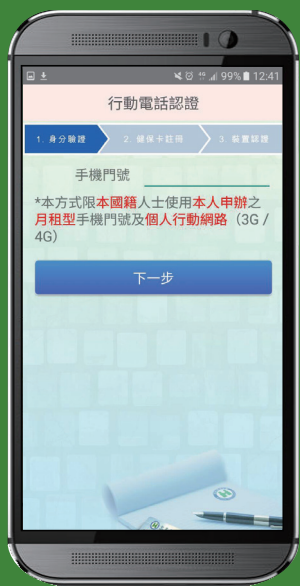 99% 12:41
行動電話認證
1. 身分驗證 2. 健保卡註冊 3. 裝置認證
手機門號
*本方式限本國籍人士使用本人申辦之
月租型手機門號及個人行動網路（3G /
4G）
下一步